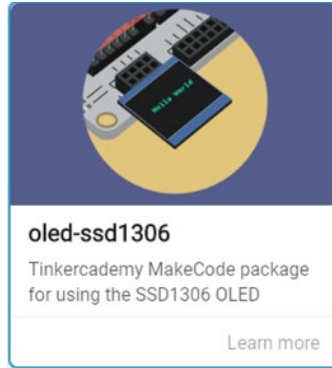 Hello World
oled-ssd1306
Tinkercademy MakeCode package
for using the SSD1306 OLED
Learn more